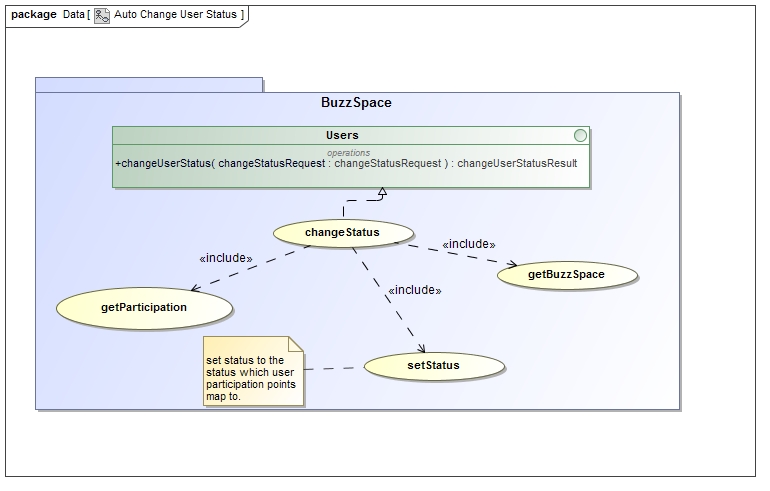 package Data [ Auto Change User Status ]
BuzzSpace
Users
operations
+changeUserStatus( changeStatusRequest : changeStatusRequest ) : changeUserStatusResult
changeStatus
«include»
«include»
getBuzzSpace
«include»
getParticipation
set status to the
status which user
participation points
map to.
setStatus